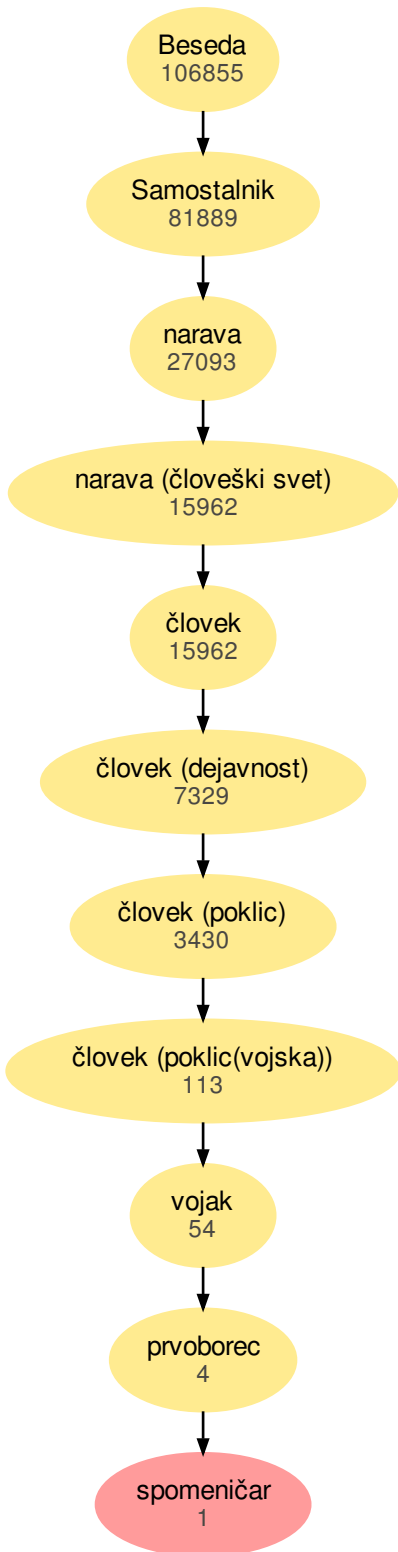 Beseda
106855
Samostalnik
81889
narava
27093
narava (človeški svet)
15962
človek
15962
človek (dejavnost)
7329
človek (poklic)
3430
človek (poklic(vojska))
113
vojak
54
prvoborec
4
spomeničar
1